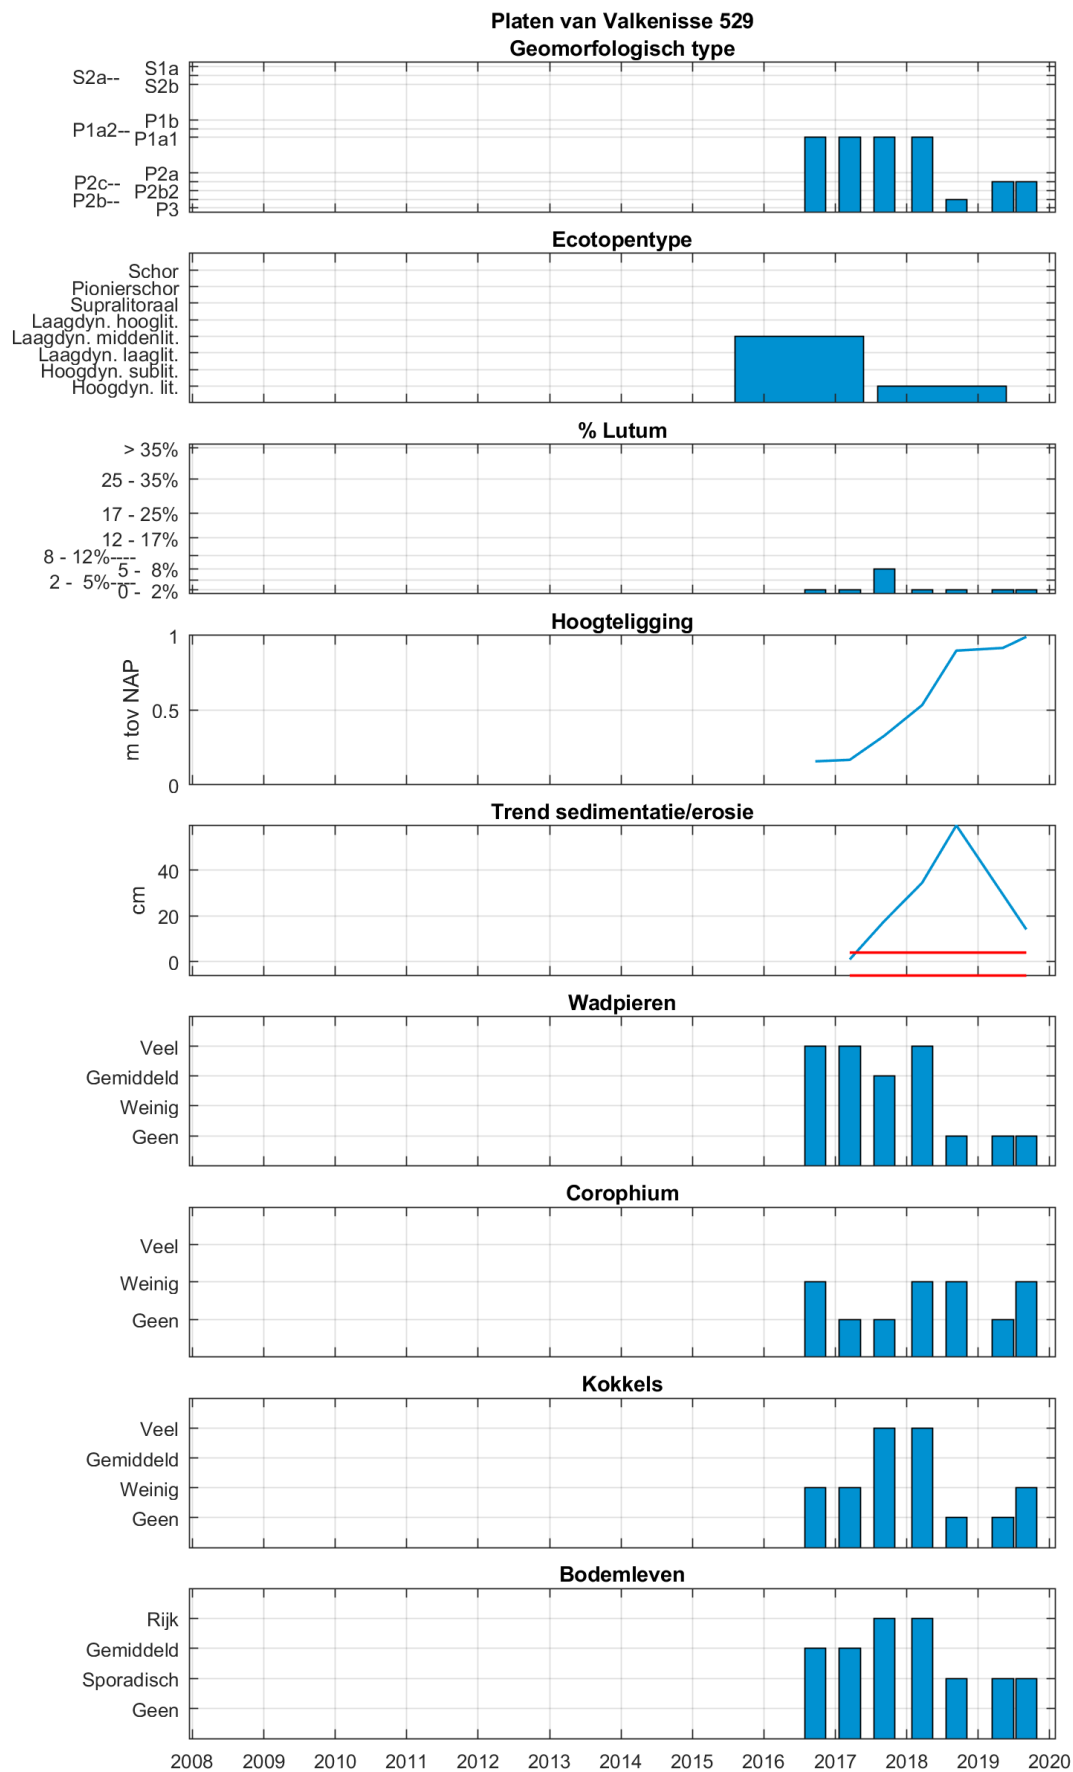 Platen van Valkenisse 529
Geomorfologisch type
S1a
S2a--
S2b
P1b
P1a2--
P1a1
P2a
P2c--
P2b2
P2b--
P3
Ecotopentype
Schor
Pionierschor
Supralitoraal
Laagdyn. hooglit.
Laagdyn. middenlit.
Laagdyn. laaglit.
Hoogdyn. sublit.
Hoogdyn. lit.
% Lutum
> 35%
25 - 35%
17 - 25%
12 - 17%
8 - 12%----
5 - 8%
2 - 5%----
0 - 2%
Hoogteligging
m tov NAP
1
0.5
0
Trend sedimentatie/erosie
cm
40
20
0
Wadpieren
Veel
Gemiddeld
Weinig
Geen
Corophium
Veel
Weinig
Geen
Kokkels
Veel
Gemiddeld
Weinig
Geen
Bodemleven
Rijk
Gemiddeld
Sporadisch
Geen
2008 2009 2010 2011 2012 2013 2014 2015 2016 2017 2018 2019 2020